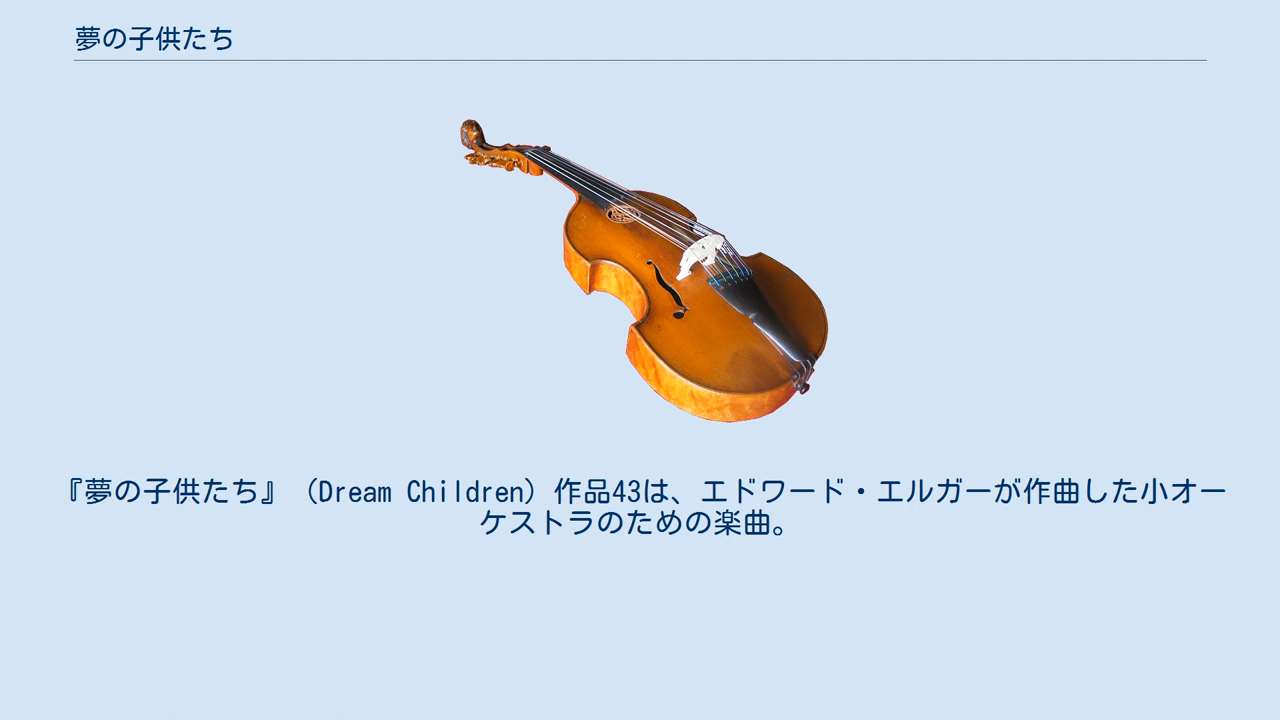 夢の子供たち
『夢の子供たち』（Dream Children）作品43は、エドワード・エルガーが作曲した小オー
ケストラのための楽曲。